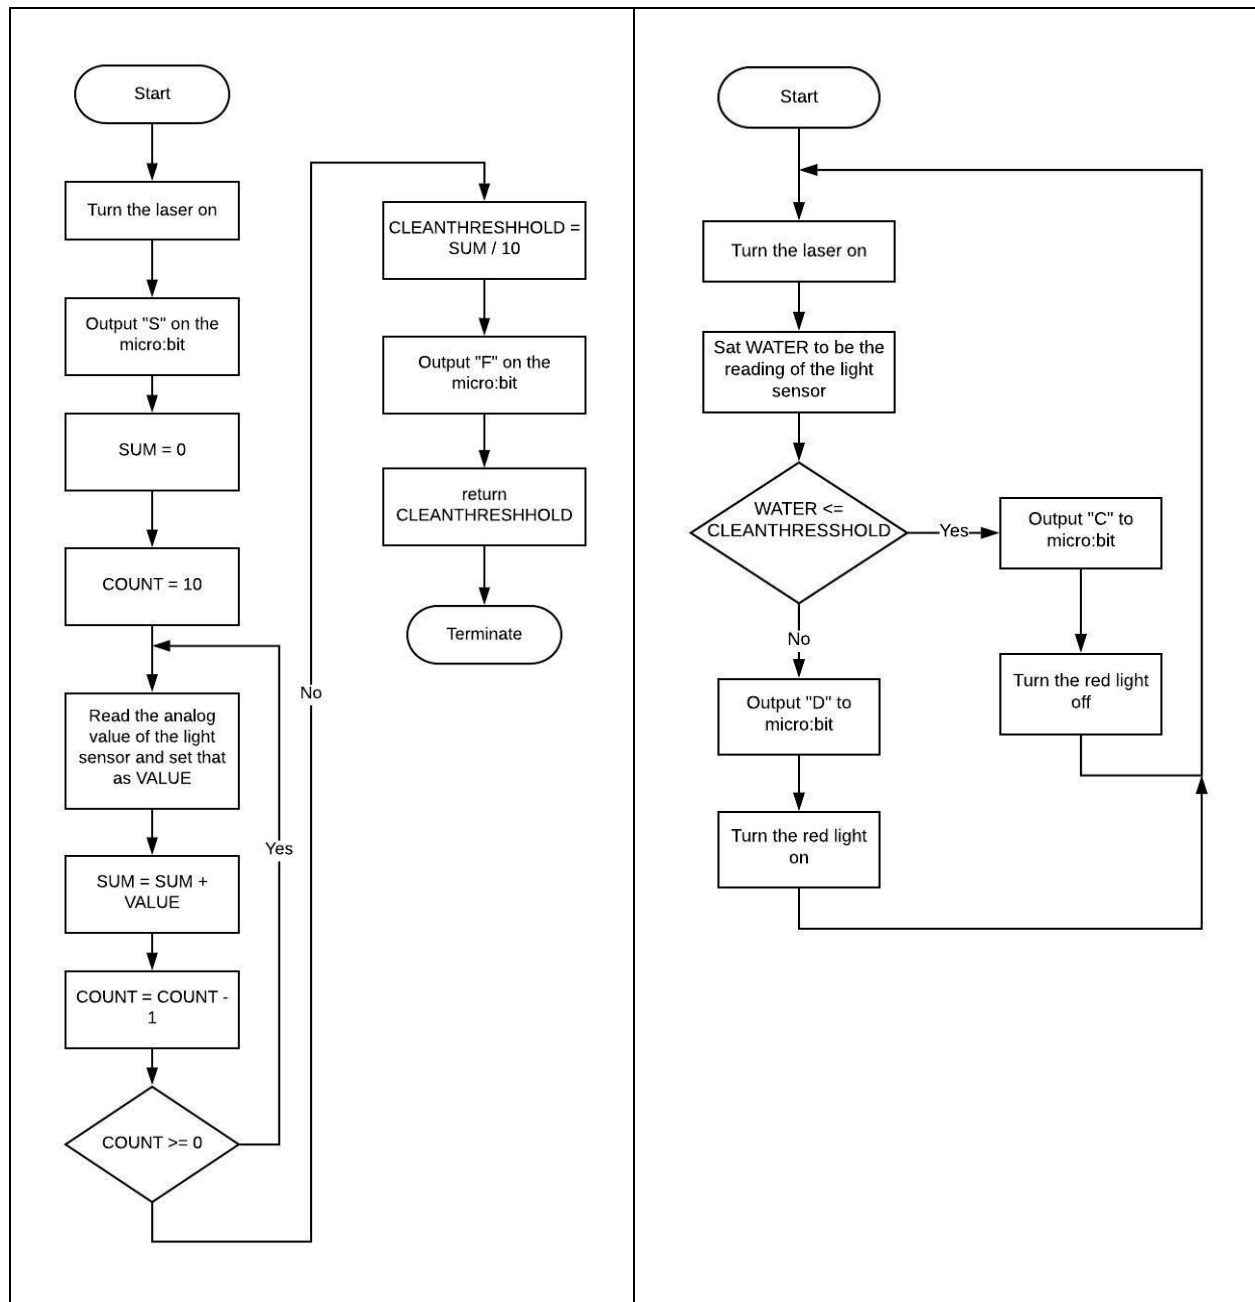 Start
Turn the laser on
Output "S" on the
micro:bit
SUM = 0
COUNT = 10
Read the analog
value of the light
sensor and set that
as VALUE
SUM = SUM +
VALUE
COUNT = COUNT -
1
COUNT >= 0
Yes
No
CLEANTHRESHHOLD =
SUM / 10
Output "F" on the
micro:bit
return
CLEANTHRESHHOLD
Terminate
Start
Turn the laser on
Sat WATER to be the
reading of the light
sensor
WATER <=
CLEANTHRESSHOLD
Yes
Output "C" to
micro:bit
Turn the red light
off
No
Output "D" to
micro:bit
Turn the red light
on